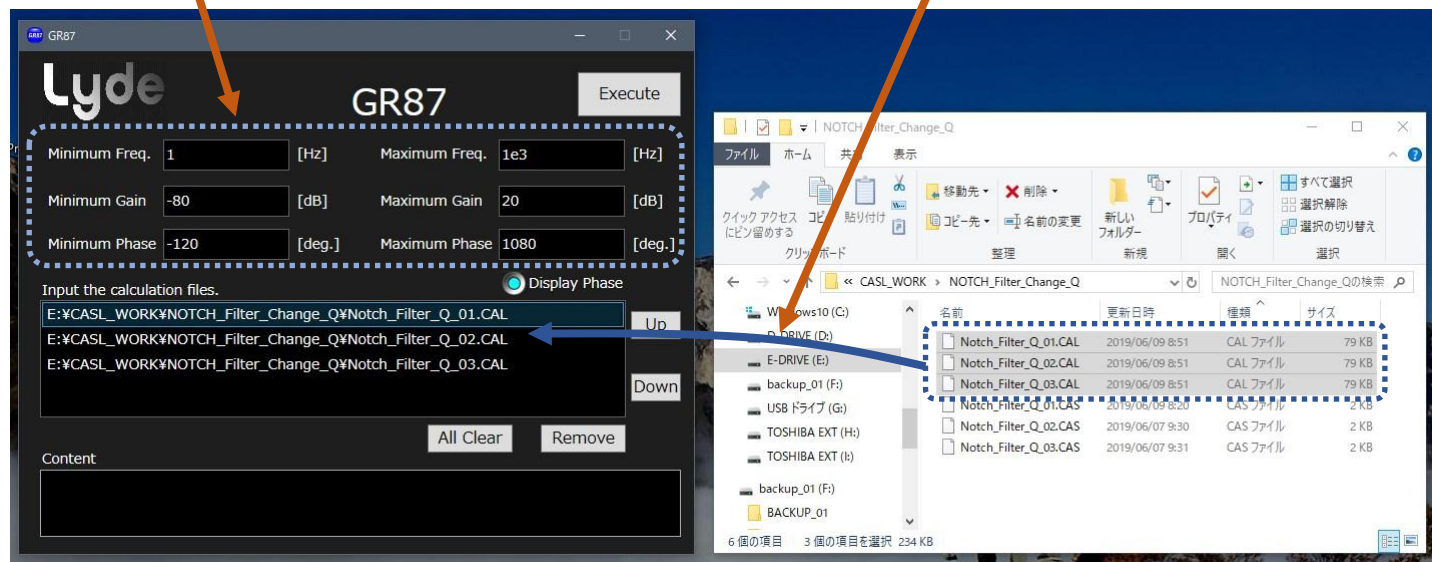 GR87
Lyde
GR87
Execute
Minimum Freq. 1 [Hz] Maximum Freq. 1e3 [Hz]
Minimum Gain -80 [dB] Maximum Gain 20 [dB]
Minimum Phase -120 [deg.] Maximum Phase 1080 [deg.]
Input the calculation files.
Display Phase
E:¥CASL_WORK¥NOTCH_Filter_Change_Q¥Notch_Filter_Q_01.CAL
E:¥CASL_WORK¥NOTCH_Filter_Change_Q¥Notch_Filter_Q_02.CAL
E:¥CASL_WORK¥NOTCH_Filter_Change_Q¥Notch_Filter_Q_03.CAL
Up
Down
All Clear Remove
Content
NOTCH_Filter_Change_Q
ファイル ホーム 共有 表示
クイック アクセス
にピン留めする
コピー 貼り付け
クリップボード
移動先 削除
コピー先 名前の変更
整理
新しい
フォルダー
新規
プロパティ
開く
すべて選択
選択解除
選択の切り替え
選択
« CASL_WORK > NOTCH_Filter_Change_Q
NOTCH_Filter_Change_Qの検索
Windows10 (C:)
D-DRIVE (D:)
E-DRIVE (E:)
backup_01 (F:)
USB ドライブ (G:)
TOSHIBA EXT (H:)
TOSHIBA EXT (I:)
backup_01 (F:)
BACKUP_01
名前 更新日時 種類 サイズ
Notch_Filter_Q_01.CAL 2019/06/09 8:51 CAL ファイル 79 KB
Notch_Filter_Q_02.CAL 2019/06/09 8:51 CAL ファイル 79 KB
Notch_Filter_Q_03.CAL 2019/06/09 8:51 CAL ファイル 79 KB
Notch_Filter_Q_01.CAS 2019/06/09 8:20 CAS ファイル 2 KB
Notch_Filter_Q_02.CAS 2019/06/07 9:30 CAS ファイル 2 KB
Notch_Filter_Q_03.CAS 2019/06/07 9:31 CAS ファイル 2 KB
6 個の項目 3 個の項目を選択 234 KB